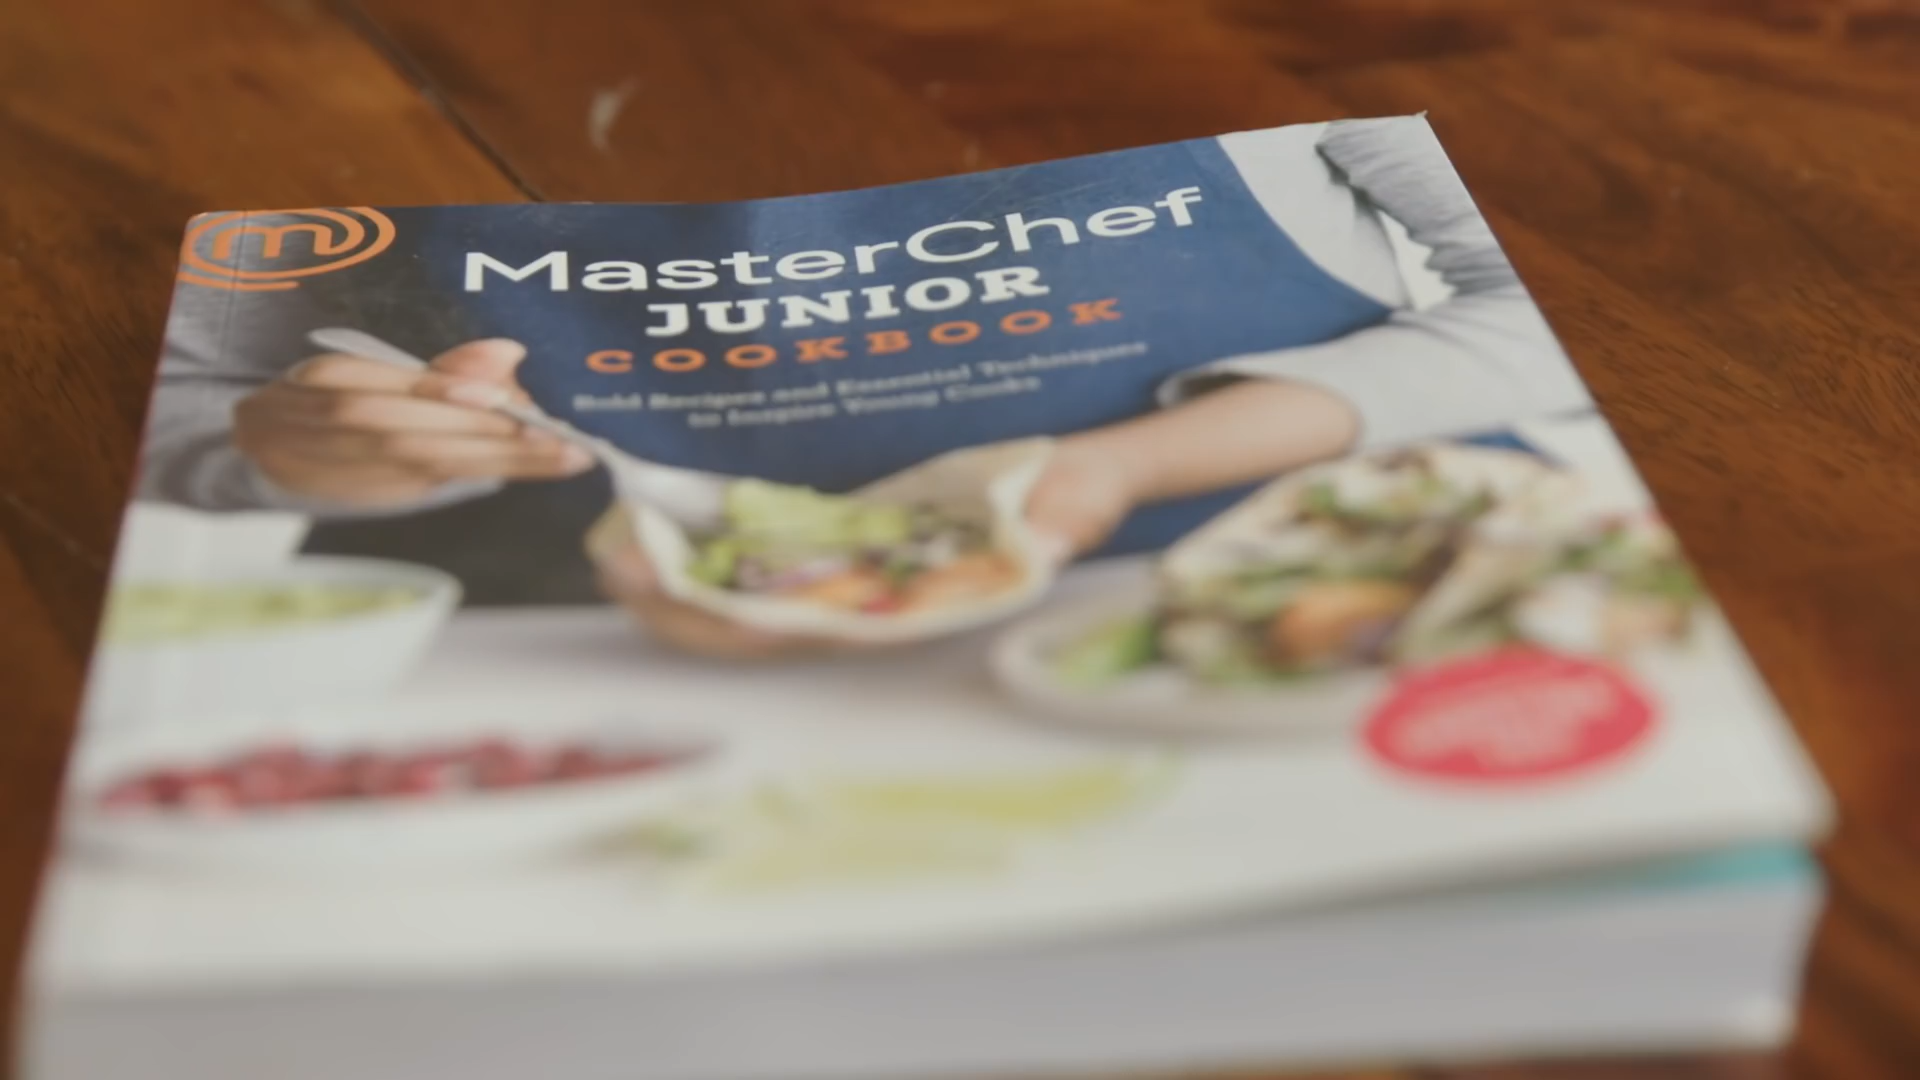 m
MasterChef
JUNIOR
COOKBOOK
Bold Recipes and Essential Techniques
to Inspire Young Cooks